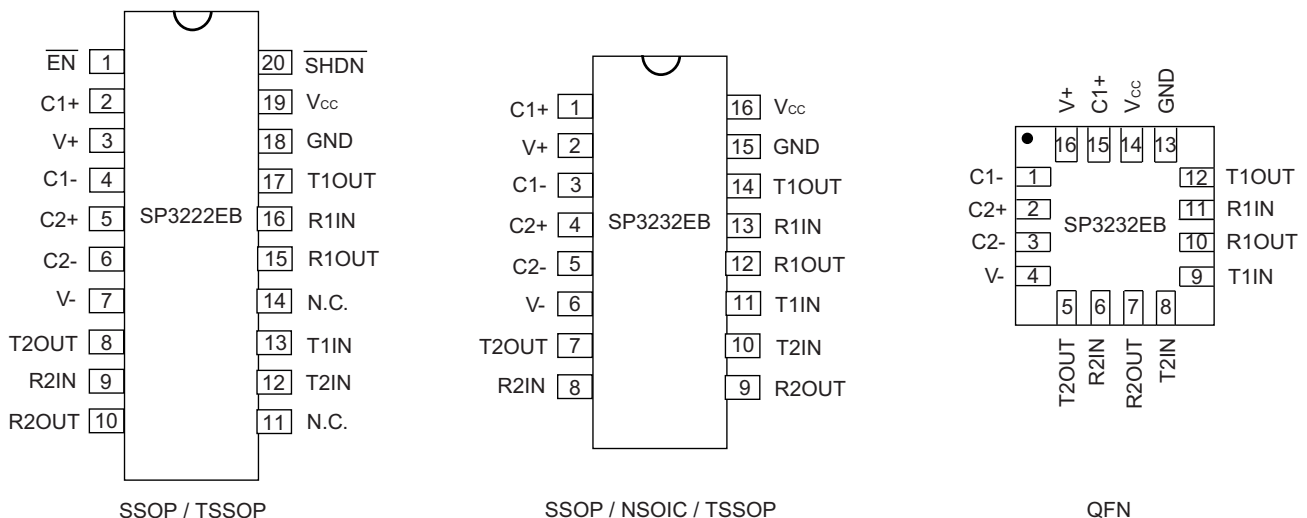 EN 1 20 SHDN
C1+ 2 19 Vcc
V+ 3 18 GND
C1- 4 17 T1OUT
C2+ 5 SP3222EB 16 R1IN
C2- 6 15 R1OUT
V- 7 14 N.C.
T2OUT 8 13 T1IN
R2IN 9 12 T2IN
R2OUT 10 11 N.C.
SSOP / TSSOP
C1+ 1 16 Vcc
V+ 2 15 GND
C1- 3 14 T1OUT
C2+ 4 SP3232EB 13 R1IN
C2- 5 12 R1OUT
V- 6 11 T1IN
T2OUT 7 10 T2IN
R2IN 8 9 R2OUT
SSOP / NSOIC / TSSOP
V+ C1+ Vcc GND
16 15 14 13
C1- 1 12 T1OUT
C2+ 2 SP3232EB 11 R1IN
C2- 3 10 R1OUT
V- 4 9 T1IN
5 6 7 8
T2OUT R2IN R2OUT T2IN
QFN